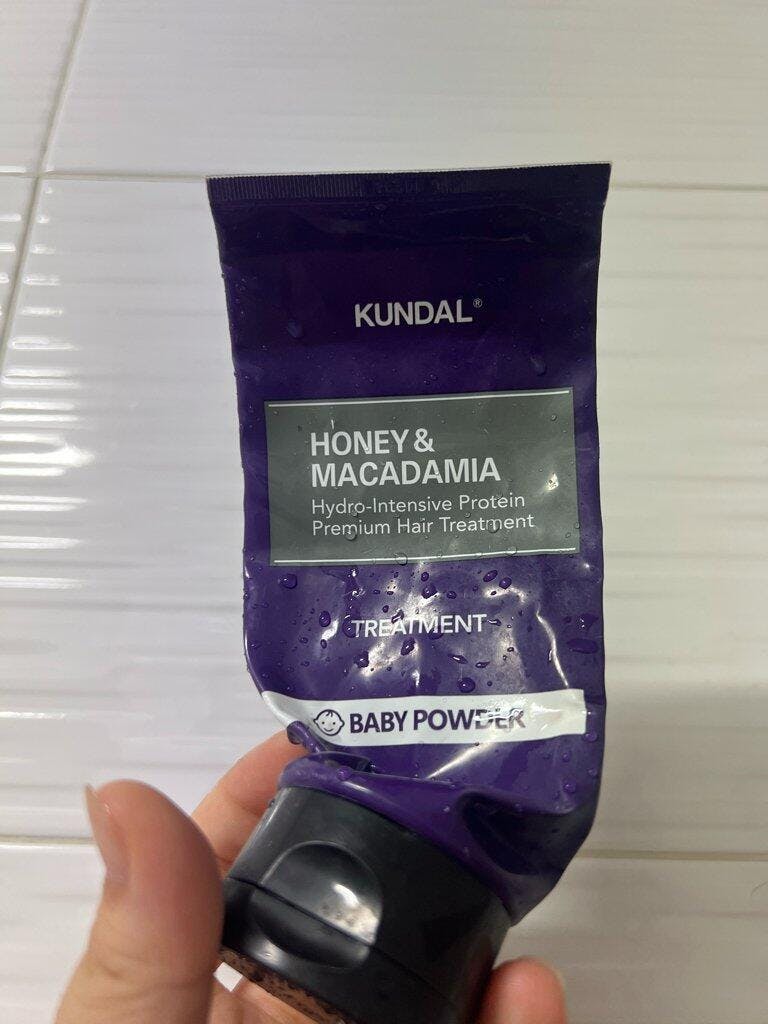 KUNDAL®
HONEY &
MACADAMIA
Hydro-Intensive Protein
Premium Hair Treatment
TREATMENT
BABY POWDER